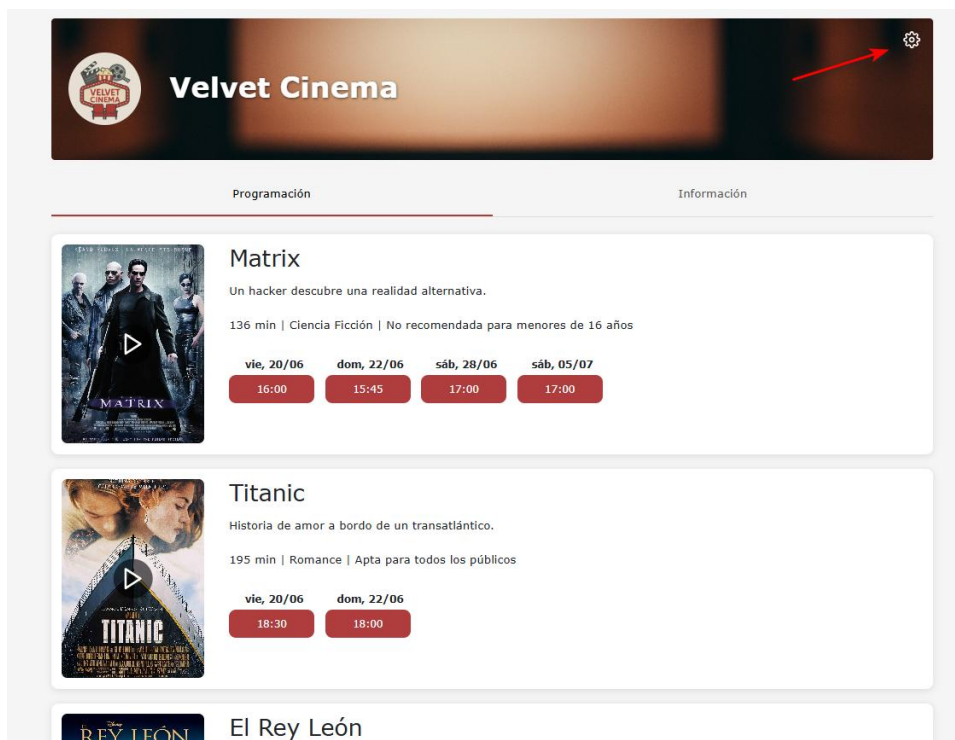 VELVET
CINEMA
Velvet Cinema
Programación
Información
Matrix
Un hacker descubre una realidad alternativa.
136 min | Ciencia Ficción | No recomendada para menores de 16 años
vie, 20/06
dom, 22/06
sáb, 28/06
sáb, 05/07
16:00
15:45
17:00
17:00
MATRIX
Titanic
Historia de amor a bordo de un transatlántico.
195 min | Romance | Apta para todos los públicos
vie, 20/06
dom, 22/06
18:30
18:00
TITANIC
Disney
REY LEÓN
El Rey León